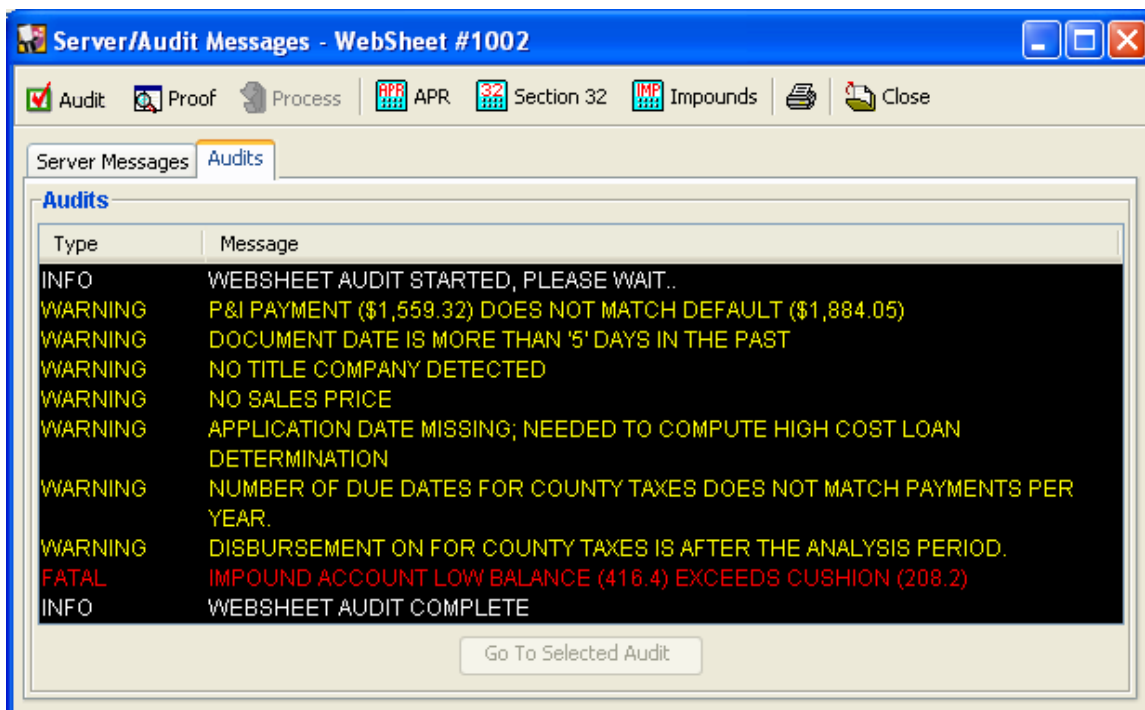 Server/Audit Messages - WebSheet #1002
Audit Proof Process APR APR 32 Section 32 IMP Impounds Close
Server Messages Audits
Audits
Type Message
INFO WEBSHEET AUDIT STARTED, PLEASE WAIT..
WARNING P&I PAYMENT ($1,559.32) DOES NOT MATCH DEFAULT ($1,884.05)
WARNING DOCUMENT DATE IS MORE THAN '5' DAYS IN THE PAST
WARNING NO TITLE COMPANY DETECTED
WARNING NO SALES PRICE
WARNING APPLICATION DATE MISSING; NEEDED TO COMPUTE HIGH COST LOAN
DETERMINATION
WARNING NUMBER OF DUE DATES FOR COUNTY TAXES DOES NOT MATCH PAYMENTS PER
YEAR.
WARNING DISBURSEMENT ON FOR COUNTY TAXES IS AFTER THE ANALYSIS PERIOD.
FATAL IMPOUND ACCOUNT LOW BALANCE (416.4) EXCEEDS CUSHION (208.2)
INFO WEBSHEET AUDIT COMPLETE
Go To Selected Audit